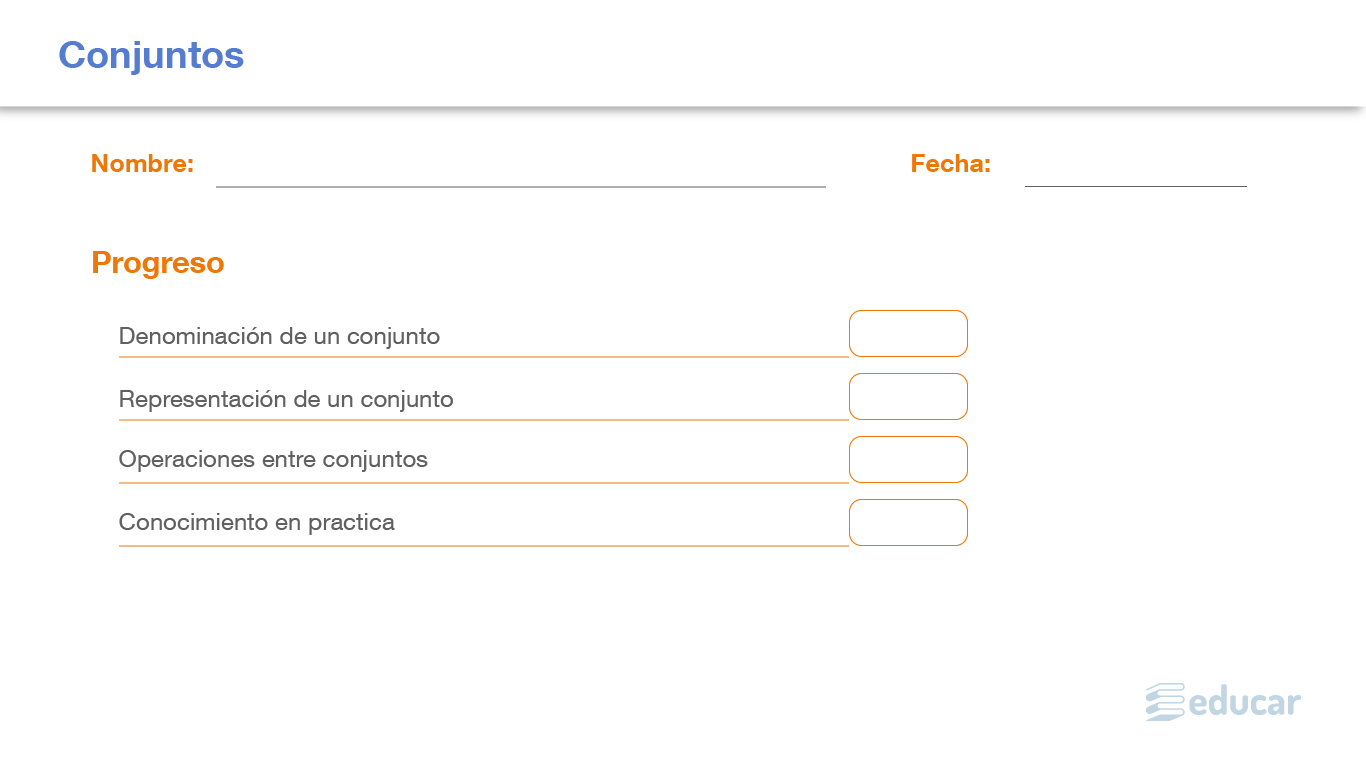 Conjuntos
Nombre:
Fecha:
Progreso
Denominación de un conjunto
Representación de un conjunto
Operaciones entre conjuntos
Conocimiento en practica
educar